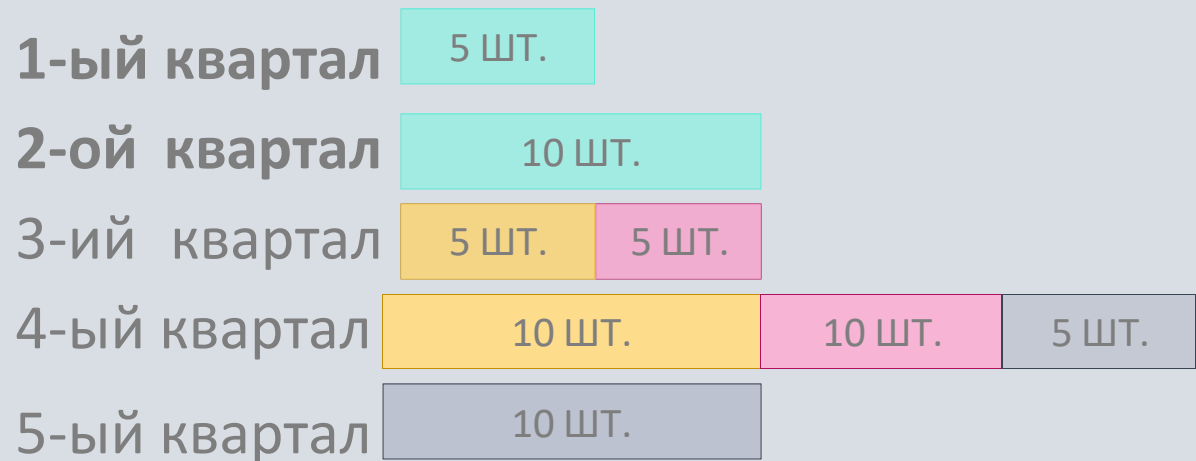 1-ый квартал 5 ШТ.
2-ой квартал 10 ШТ.
3-ий квартал 5 ШТ. 5 ШТ.
4-ый квартал 10 ШТ. 10 ШТ. 5 ШТ.
5-ый квартал 10 ШТ.